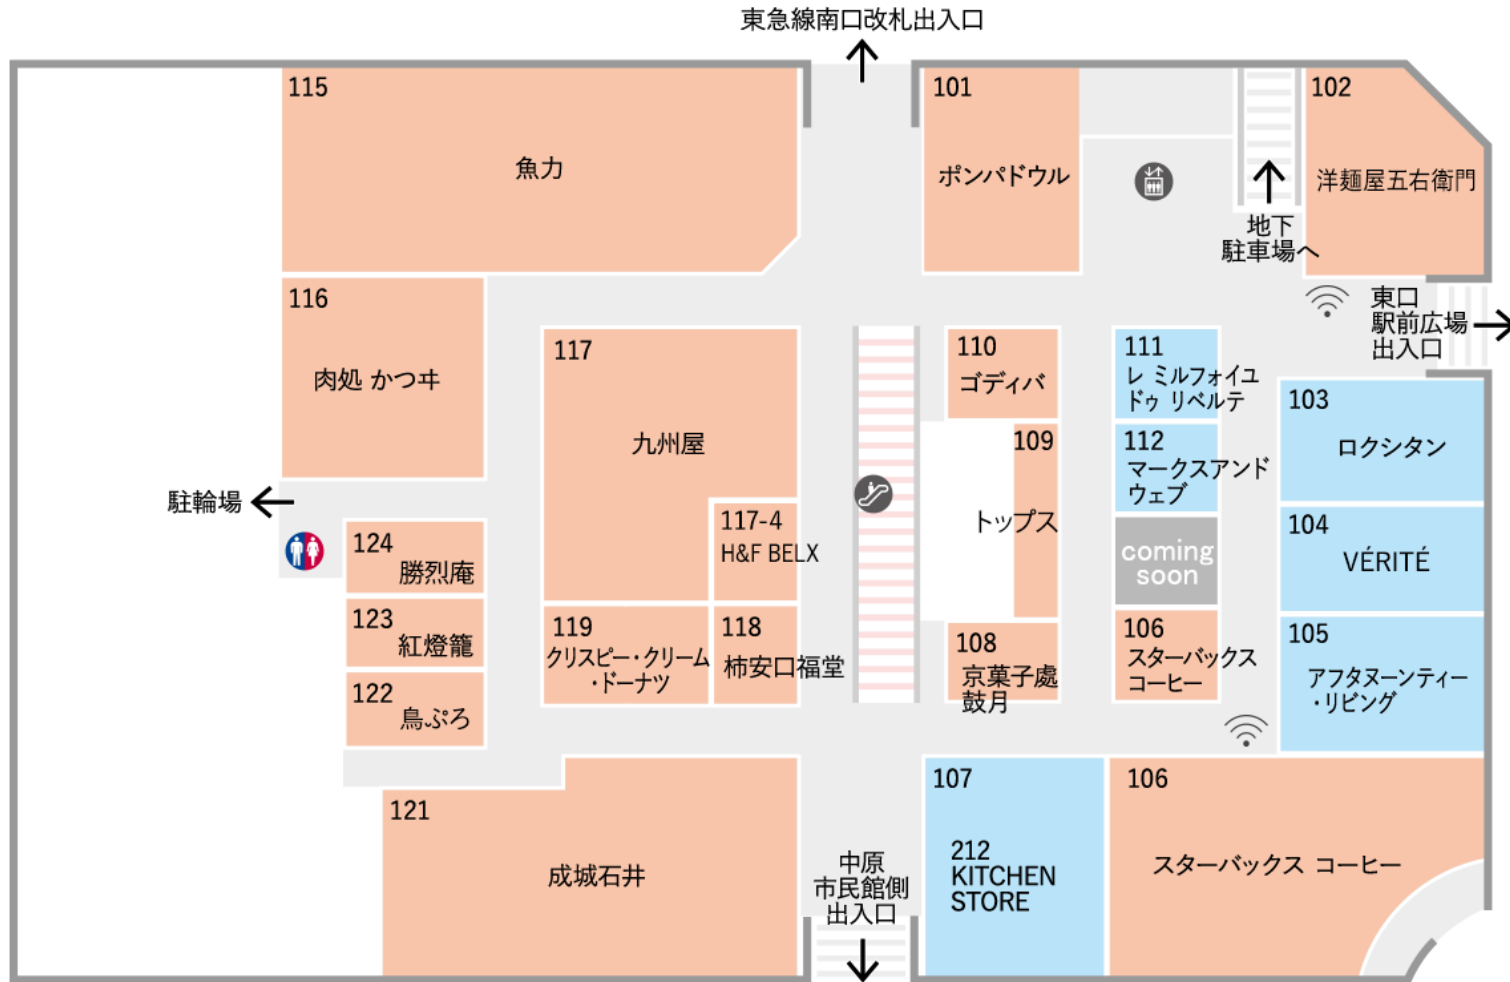 東急線南口改札出入口
115
魚力
101
ポンパドウル
102
洋麺屋五右衛門
地下
駐車場へ
東口
駅前広場
出入口
116
肉処 かつヰ
117
九州屋
117-4
H&F BELX
110
ゴディバ
109
トップス
111
レ ミルフォイユ
ドゥ リベルテ
112
マークスアンド
ウェブ
coming
soon
103
ロクシタン
104
VÉRITÉ
105
アフタヌーンティー
・リビング
駐輪場
124
勝烈庵
123
紅燈籠
122
鳥ぷろ
119
クリスピー・クリーム
・ドーナツ
118
柿安口福堂
108
京菓子處
鼓月
106
スターバックス
コーヒー
121
成城石井
中原
市民館側
出入口
107
212
KITCHEN
STORE
106
スターバックス コーヒー